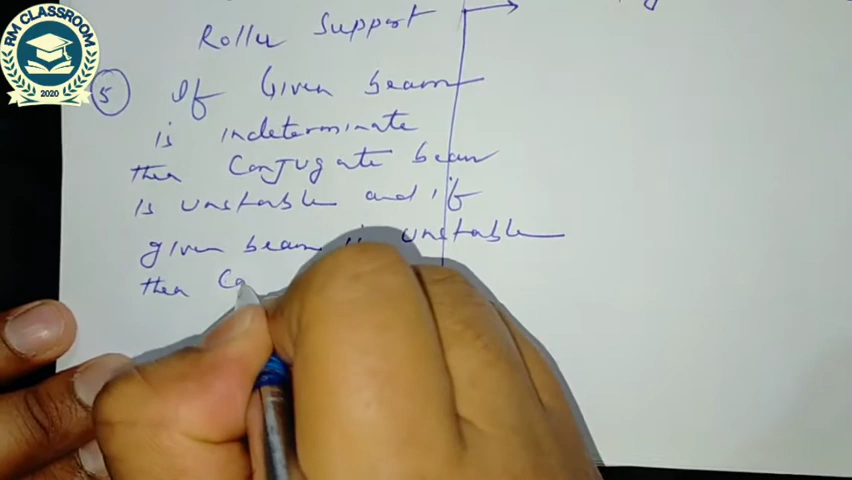 RM CLASSROOM
2020
Roller Support
5 If Given beam
is indeterminate
then Conjugate beam
is unstable and if
given beam is unstable
then Co